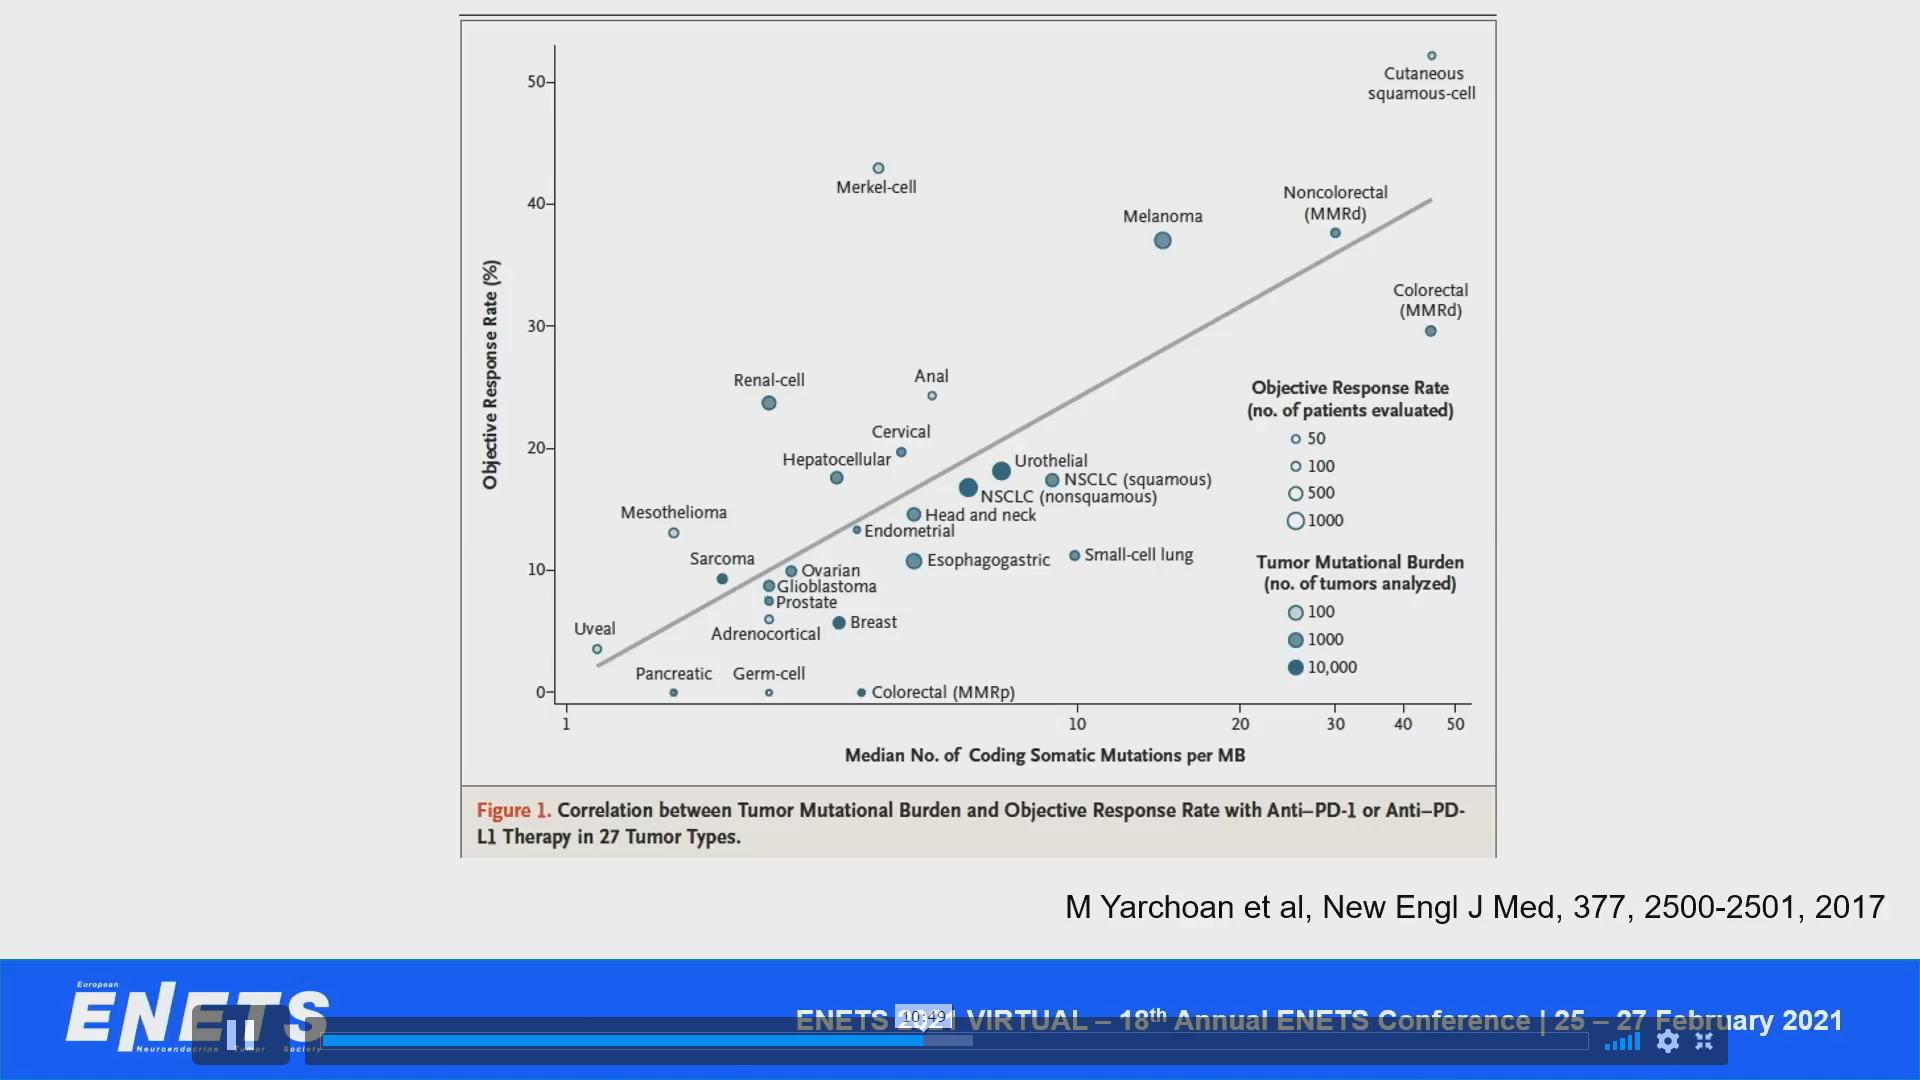 50
Cutaneous
squamous-cell
Merkel-cell
40
Melanoma
Noncolorectal
(MMRd)
Colorectal
(MMRd)
Objective Response Rate (%)
30
Renal-cell
Anal
Cervical
20
Hepatocellular
Urothelial
NSCLC (squamous)
NSCLC (nonsquamous)
Mesothelioma
Head and neck
Endometrial
Sarcoma
Esophagogastric
Small-cell lung
10
Ovarian
Glioblastoma
Prostate
Adrenocortical
Breast
Uveal
Pancreatic
Germ-cell
0
Colorectal (MMRp)
Objective Response Rate
(no. of patients evaluated)
50
100
500
1000
Tumor Mutational Burden
(no. of tumors analyzed)
100
1000
10,000
1 10 20 30 40 50
Median No. of Coding Somatic Mutations per MB
Figure 1. Correlation between Tumor Mutational Burden and Objective Response Rate with Anti–PD-1 or Anti–PD-
L1 Therapy in 27 Tumor Types.
M Yarchoan et al, New Engl J Med, 377, 2500-2501, 2017
European
ENETS
Neuroendocrine Tumor Society
ENETS 2021 VIRTUAL – 18th Annual ENETS Conference | 25 – 27 February 2021
10:49